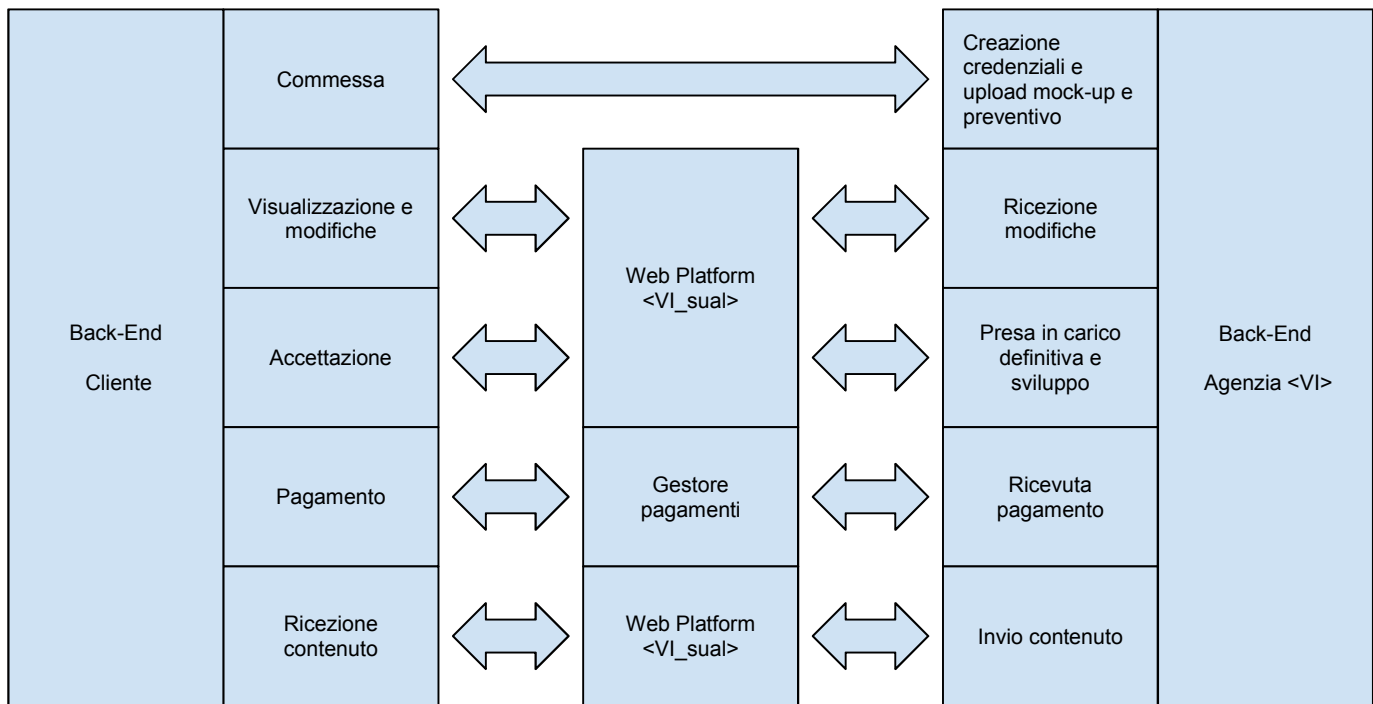 Commessa
Creazione
credenziali e
upload mock-up e
preventivo
Visualizzazione e
modifiche
Web Platform
<VI_sual>
Ricezione
modifiche
Back-End
Cliente
Accettazione
Presa in carico
definitiva e
sviluppo
Back-End
Agenzia <VI>
Pagamento
Gestore
pagamenti
Ricevuta
pagamento
Ricezione
contenuto
Web Platform
<VI_sual>
Invio contenuto